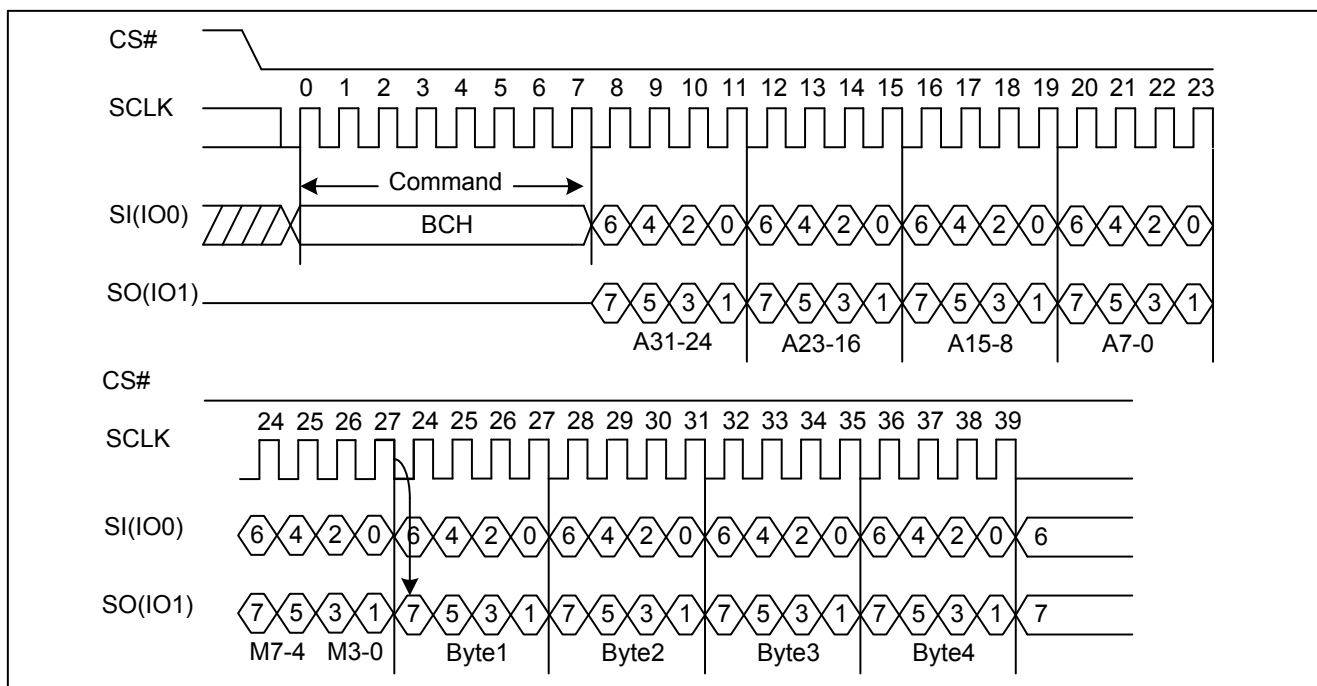 CS#
0 1 2 3 4 5 6 7 8 9 10 11 12 13 14 15 16 17 18 19 20 21 22 23
SCLK
Command
SI(IO0)
BCH
6 4 2 0 6 4 2 0 6 4 2 0 6 4 2 0
SO(IO1)
7 5 3 1 7 5 3 1 7 5 3 1 7 5 3 1
A31-24 A23-16 A15-8 A7-0
CS#
24 25 26 27 24 25 26 27 28 29 30 31 32 33 34 35 36 37 38 39
SCLK
SI(IO0)
6 4 2 0 6 4 2 0 6 4 2 0 6 4 2 0 6 4 2 0 6
SO(IO1)
7 5 3 1 7 5 3 1 7 5 3 1 7 5 3 1 7 5 3 1 7
M7-4 M3-0 Byte1 Byte2 Byte3 Byte4